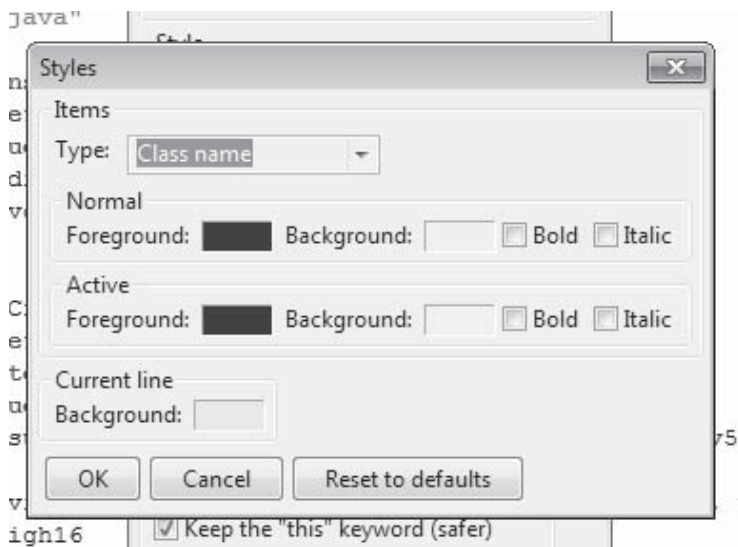 java"
Style
Styles
Items
Type: Class name
Normal
Foreground: Background: Bold Italic
Active
Foreground: Background: Bold Italic
Current line
Background:
OK Cancel Reset to defaults
Keep the "this" keyword (safer)
igh16